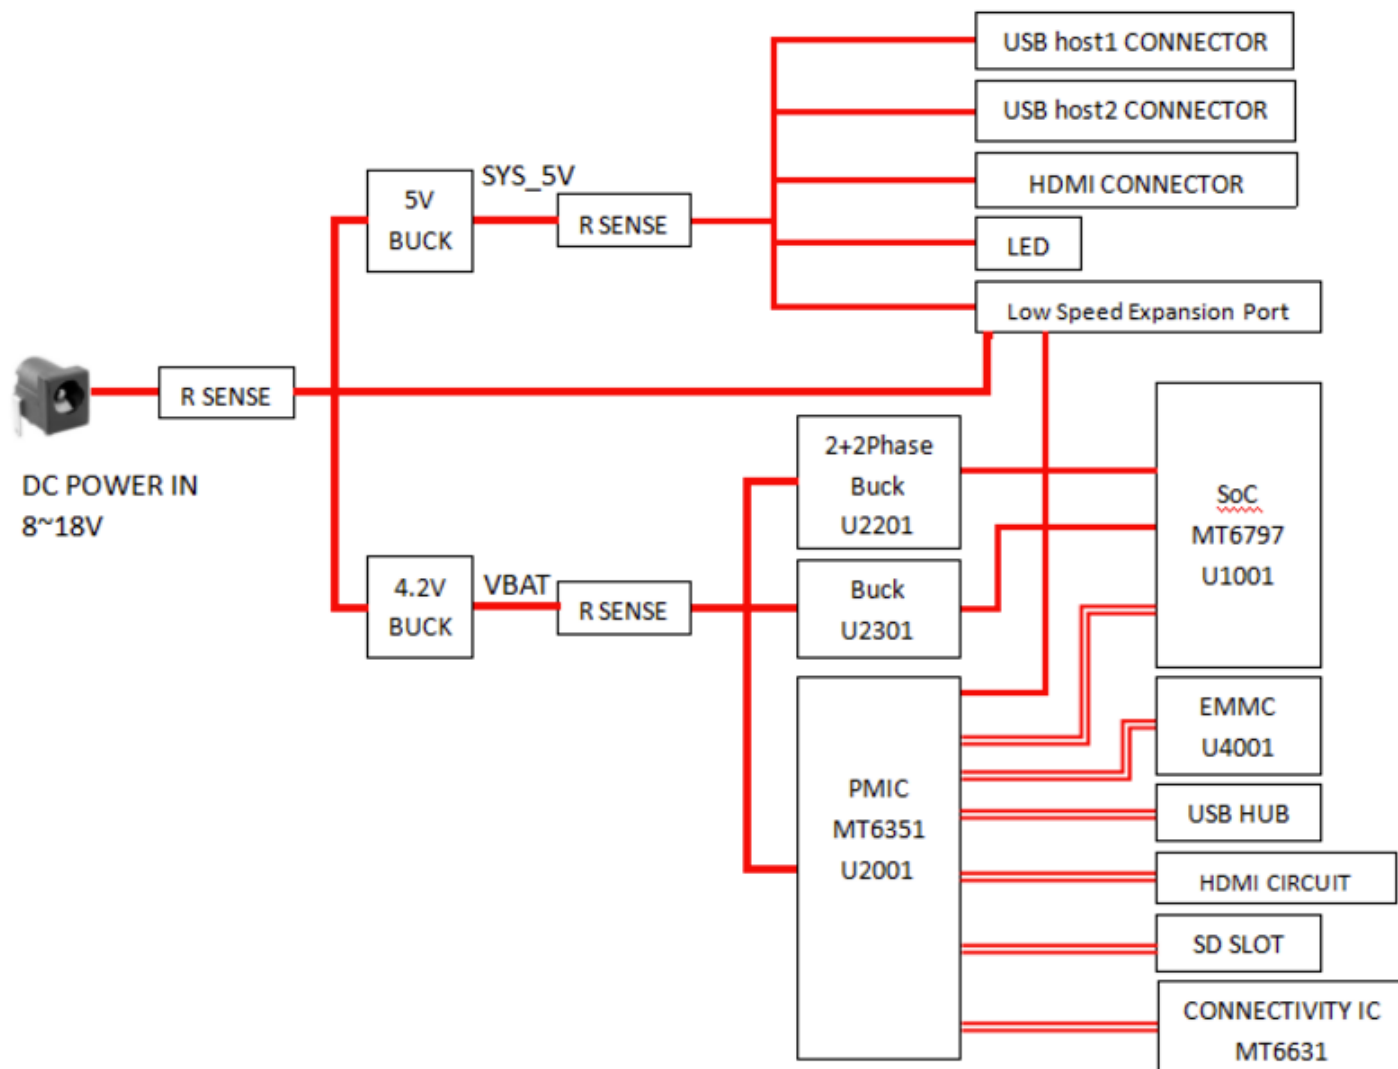 USB host1 CONNECTOR
USB host2 CONNECTOR
HDMI CONNECTOR
LED
Low Speed Expansion Port
SYS_5V
5V
BUCK
R SENSE
R SENSE
DC POWER IN
8~18V
4.2V
BUCK
VBAT
R SENSE
2+2Phase
Buck
U2201
Buck
U2301
PMIC
MT6351
U2001
SoC
MT6797
U1001
EMMC
U4001
USB HUB
HDMI CIRCUIT
SD SLOT
CONNECTIVITY IC
MT6631